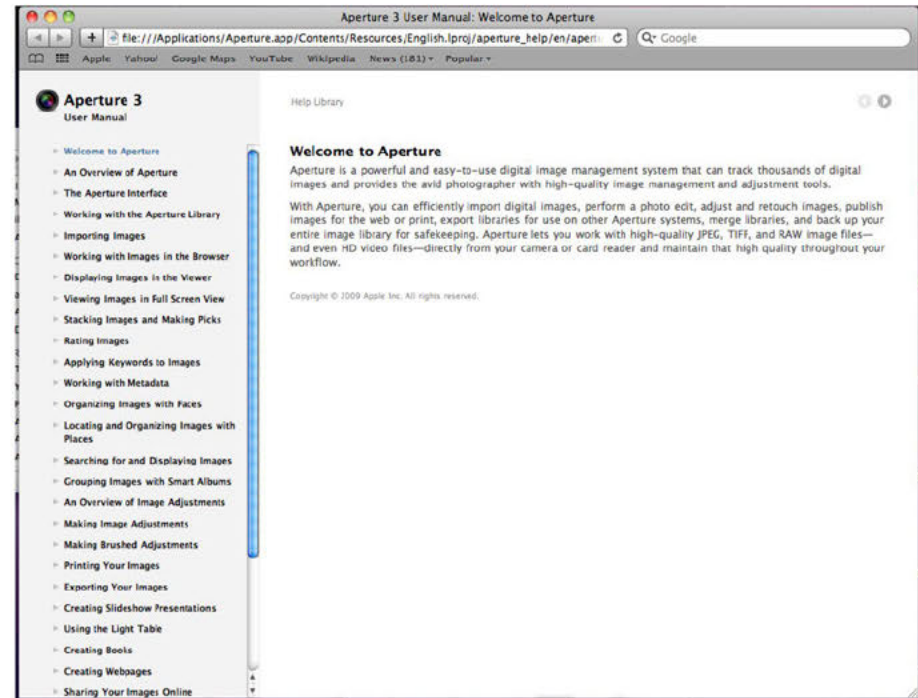 Aperture 3 User Manual: Welcome to Aperture
file:///Applications/Aperture.app/Contents/Resources/English.lproj/aperture_help/en/apert
Google
Apple Yahoo! Google Maps YouTube Wikipedia News (181) Popular
Aperture 3
User Manual
Welcome to Aperture
An Overview of Aperture
The Aperture Interface
Working with the Aperture Library
Importing Images
Working with Images in the Browser
Displaying Images in the Viewer
Viewing Images in Full Screen View
Stacking Images and Making Picks
Rating Images
Applying Keywords to Images
Working with Metadata
Organizing Images with Faces
Locating and Organizing Images with
Places
Searching for and Displaying Images
Grouping Images with Smart Albums
An Overview of Image Adjustments
Making Image Adjustments
Making Brushed Adjustments
Printing Your Images
Exporting Your Images
Creating Slideshow Presentations
Using the Light Table
Creating Books
Creating Webpages
Sharing Your Images Online
Help Library
Welcome to Aperture
Aperture is a powerful and easy-to-use digital image management system that can track thousands of digital
images and provides the avid photographer with high-quality image management and adjustment tools.
With Aperture, you can efficiently import digital images, perform a photo edit, adjust and retouch images, publish
images for the web or print, export libraries for use on other Aperture systems, merge libraries, and back up your
entire image library for safekeeping. Aperture lets you work with high-quality JPEG, TIFF, and RAW image files—
and even HD video files—directly from your camera or card reader and maintain that high quality throughout your
workflow.
Copyright © 2009 Apple Inc. All rights reserved.